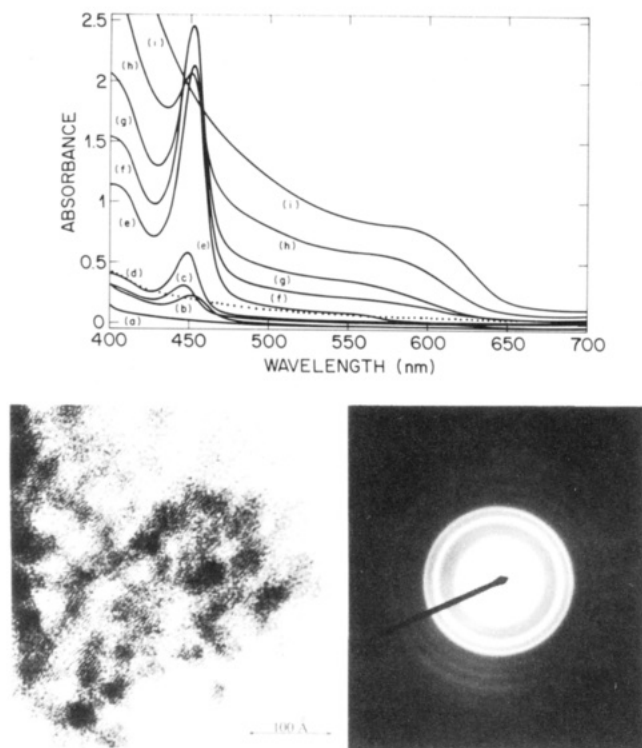 2.5
2
1.5
1
0.5
0
ABSORBANCE
(i)
(h)
(g)
(f)
(e)
(d)
(c)
(b)
(a)
(e)
(i)
(h)
(g)
(f)
400 450 500 550 600 650 700
WAVELENGTH (nm)
100 Å